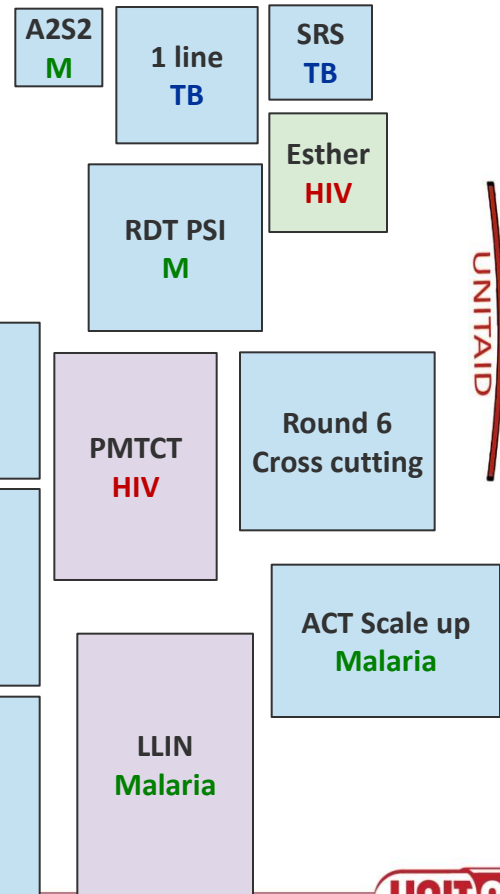 A2S2
M
1 line
TB
SRS
TB
Esther
HIV
RDT PSI
M
UNITAID
PMTCT
HIV
Round 6
Cross cutting
ACT Scale up
Malaria
LLIN
Malaria